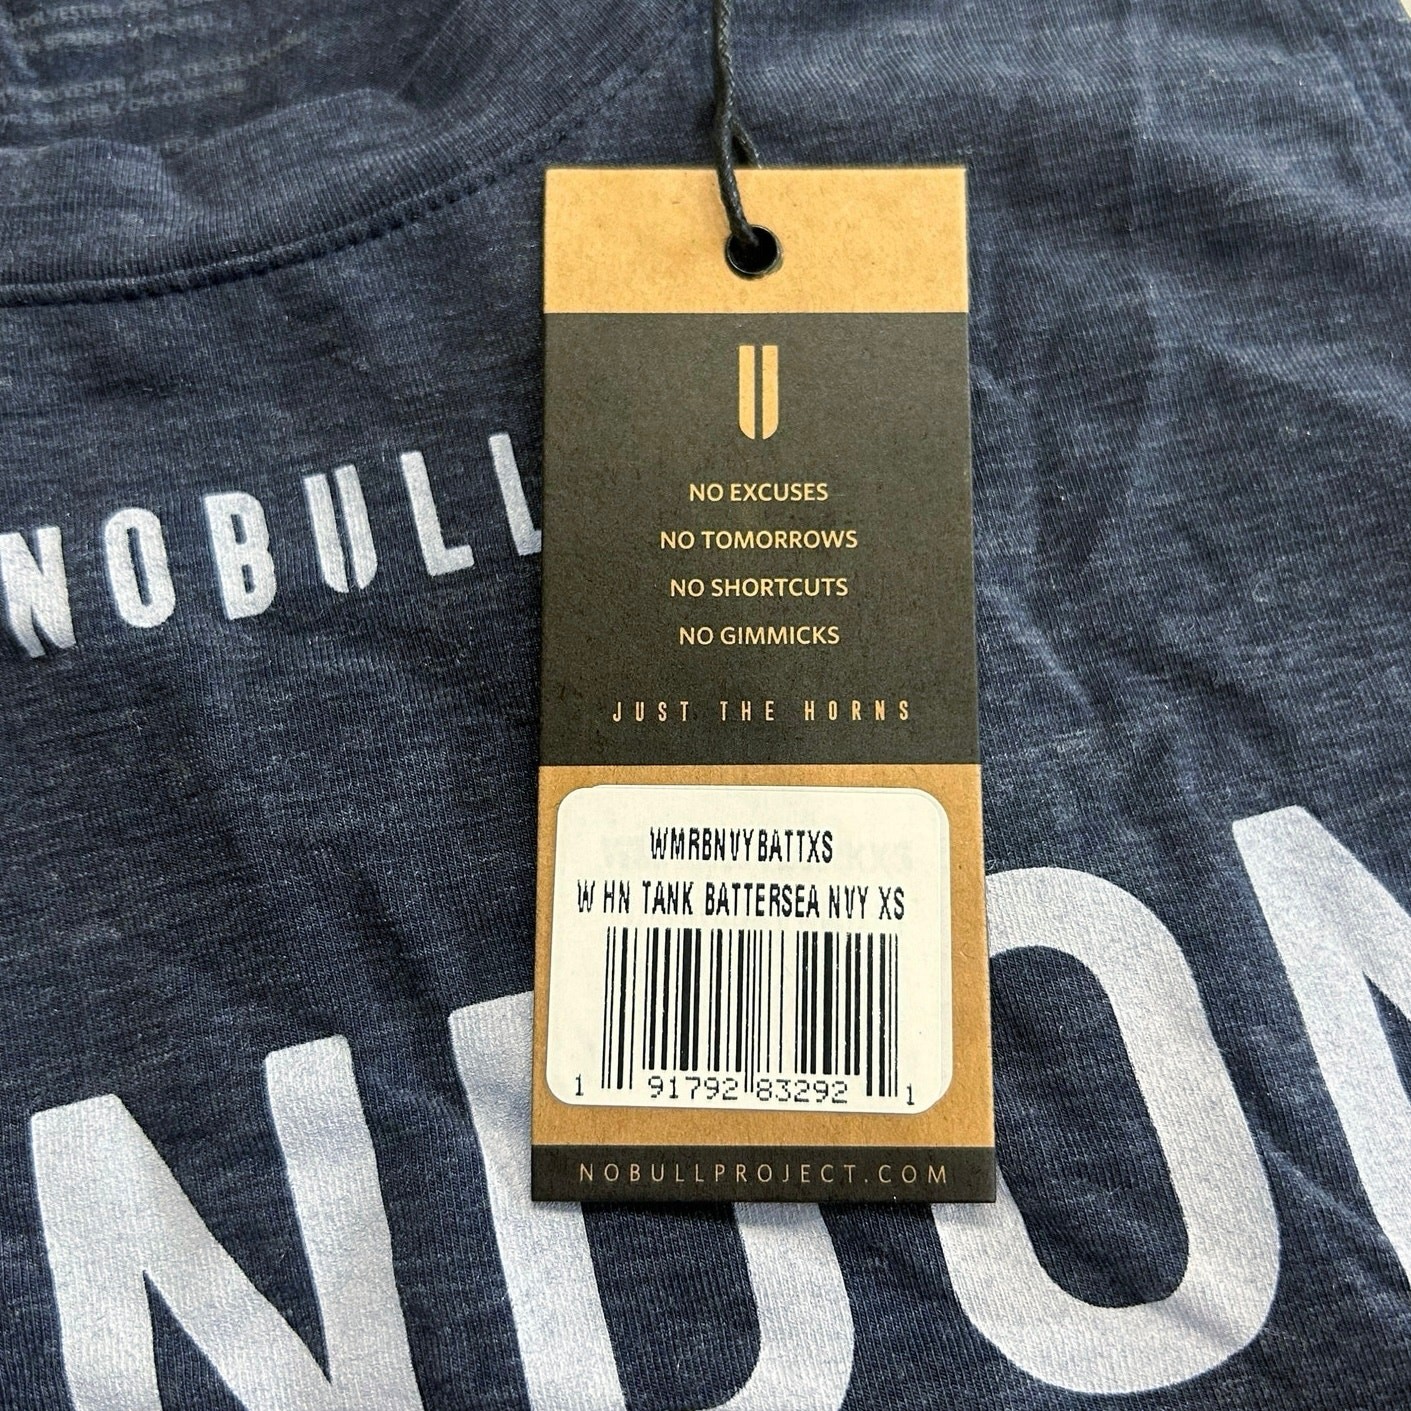 NOBULL
NO EXCUSES
NO TOMORROWS
NO SHORTCUTS
NO GIMMICKS
JUST THE HORNS
WMRBNVYBATTXS
W HN TANK BATTERSEA NVY XS
1 91792 83292 1
NOBULLPROJECT.COM
NDON